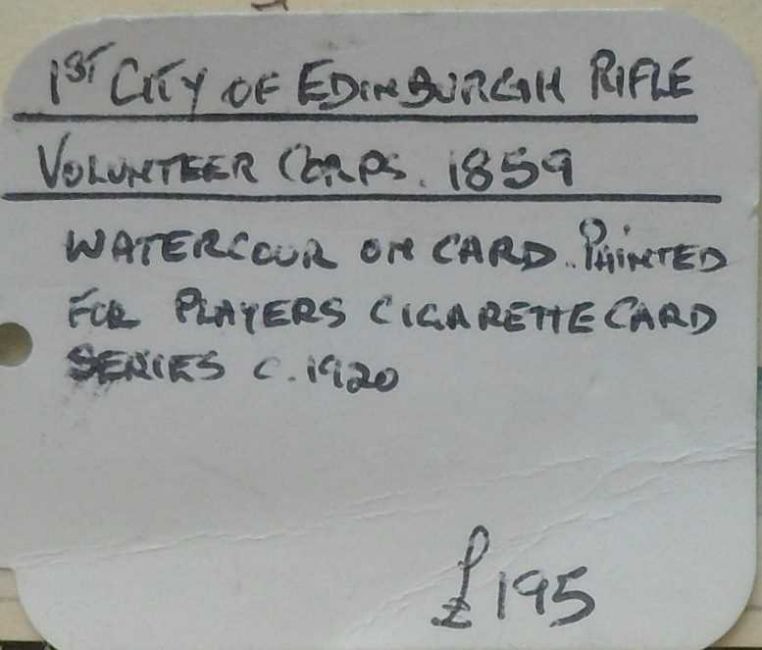 1ST CITY OF EDINBURGH RIFLE
VOLUNTEER CORPS. 1859
WATERCOUR ON CARD. PAINTED
FOR PLAYERS CIGARETTE CARD
SERIES C. 1920
£195